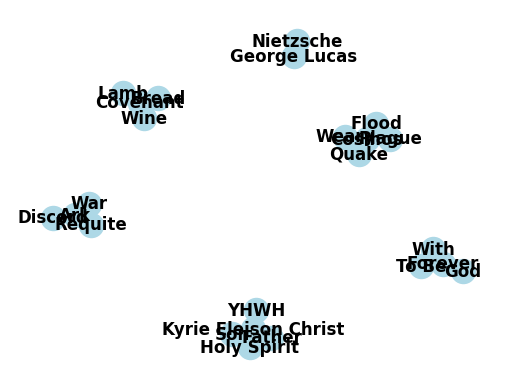 Nietzsche
George Lucas
Lamb
Bread
Covenant
Wine
Flood
Cosmos
Plague
Quake
War
Ark
Discord
Requite
With
Forever
To Be
God
YHWH
Kyrie Eleison Christ
Son
Father
Holy Spirit